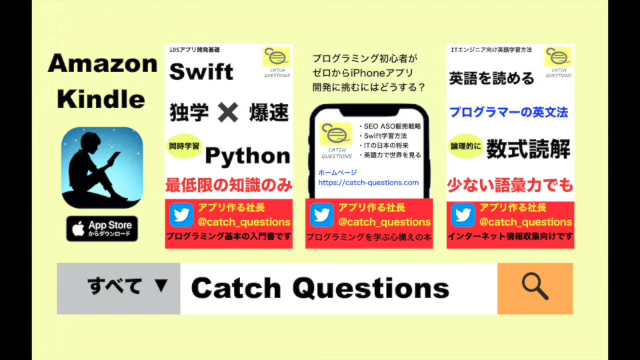 Amazon
Kindle
App Store
からダウンロード
iOSアプリ開発基礎
CATCH
QUESTIONS
Swift
独学 ✖ 爆速
同時学習
Python
最低限の知識のみ
アプリ作る社長
@catch_questions
プログラミング基本の入門書です
プログラミング初心者が
ゼロからiPhoneアプリ
開発に挑むにはどうする？
CATCH
QUESTIONS
・SEO ASO販売戦略
・Swift学習方法
・ITの日本の将来
・英語力で世界を見る
ホームページ
https://catch-questions.com
アプリ作る社長
@catch_questions
プログラミングを学ぶ心構えの本
ITエンジニア向け英語学習方法
CATCH
QUESTIONS
英語を読める
プログラマーの英文法
論理的に
数式読解
少ない語彙力でも
アプリ作る社長
@catch_questions
インターネット情報収集向けです
すべて ▼
Catch Questions